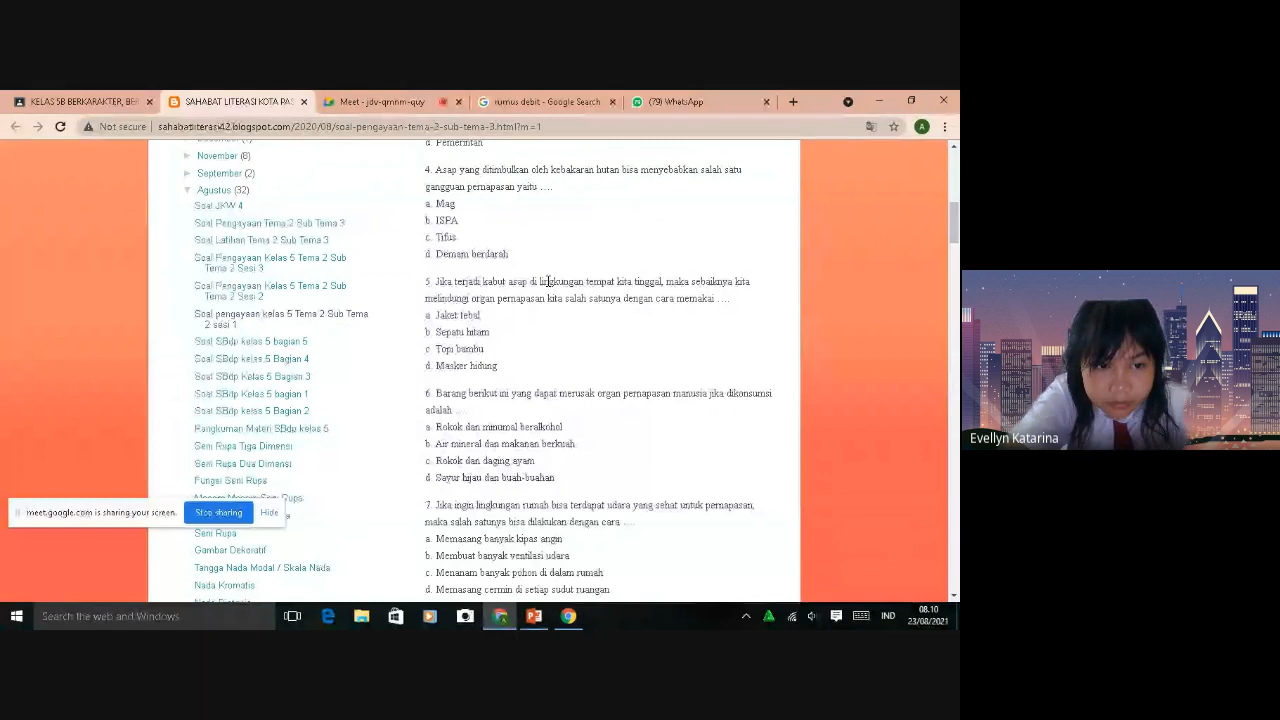 KELAS 5B BERKARAKTER, BER
SAHABAT LITERASI KOTA PAS
Meet - jdv-qmnm-quy
rumus debit - Google Search
(79) WhatsApp
Not secure
sahabatliterasi42.blogspot.com/2020/08/soal-pengayaan-tema-2-sub-tema-3.html?m=1
November (8)
September (2)
Agustus (32)
Soal JKW 4
Soal Pengayaan Tema 2 Sub Tema 3
Soal Latihan Tema 2 Sub Tema 3
Soal Pengayaan Kelas 5 Tema 2 Sub
Tema 2 Sesi 3
Soal Pengayaan Kelas 5 Tema 2 Sub
Tema 2 Sesi 2
Soal pengayaan kelas 5 Tema 2 Sub Tema
2 sesi 1
Soal SBdp kelas 5 bagian 5
Soal SBdp kelas 5 Bagian 4
Soal SBdp kelas 5 Bagian 3
Soal SBdp Kelas 5 Bagian 1
Soal SBdp kelas 5 Bagian 2
Rangkuman Materi SBdp kelas 5
Seni Rupa Tiga Dimensi
Seni Rupa Dua Dimensi
Fungsi Seni Rupa
Seni Rupa
Gambar Dekoratif
Tangga Nada Modal / Skala Nada
Nada Kromatis
d. Pemerintah
4. Asap yang ditimbulkan oleh kebakaran hutan bisa menyebabkan salah satu
gangguan pernapasan yaitu ....
a. Mag
b. ISPA
c. Tifus
d. Demam berdarah
5. Jika terjadi kabut asap di lingkungan tempat kita tinggal, maka sebaiknya kita
melindungi organ pernapasan kita salah satunya dengan cara memakai ....
a. Jaket tebal
b. Sepatu hitam
c. Topi bambu
d. Masker hidung
6. Barang berikut ini yang dapat merusak organ pernapasan manusia jika dikonsumsi
adalah ....
a. Rokok dan minumal beralkohol
b. Air mineral dan makanan berkuah
c. Rokok dan daging ayam
d. Sayur hijau dan buah-buahan
7. Jika ingin lingkungan rumah bisa terdapat udara yang sehat untuk pernapasan,
maka salah satunya bisa dilakukan dengan cara ....
a. Memasang banyak kipas angin
b. Membuat banyak ventilasi udara
c. Menanam banyak pohon di dalam rumah
d. Memasang cermin di setiap sudut ruangan
meet.google.com is sharing your screen.
Stop sharing
Hide
Evellyn Katarina
Search the web and Windows
IND
08.10
23/08/2021